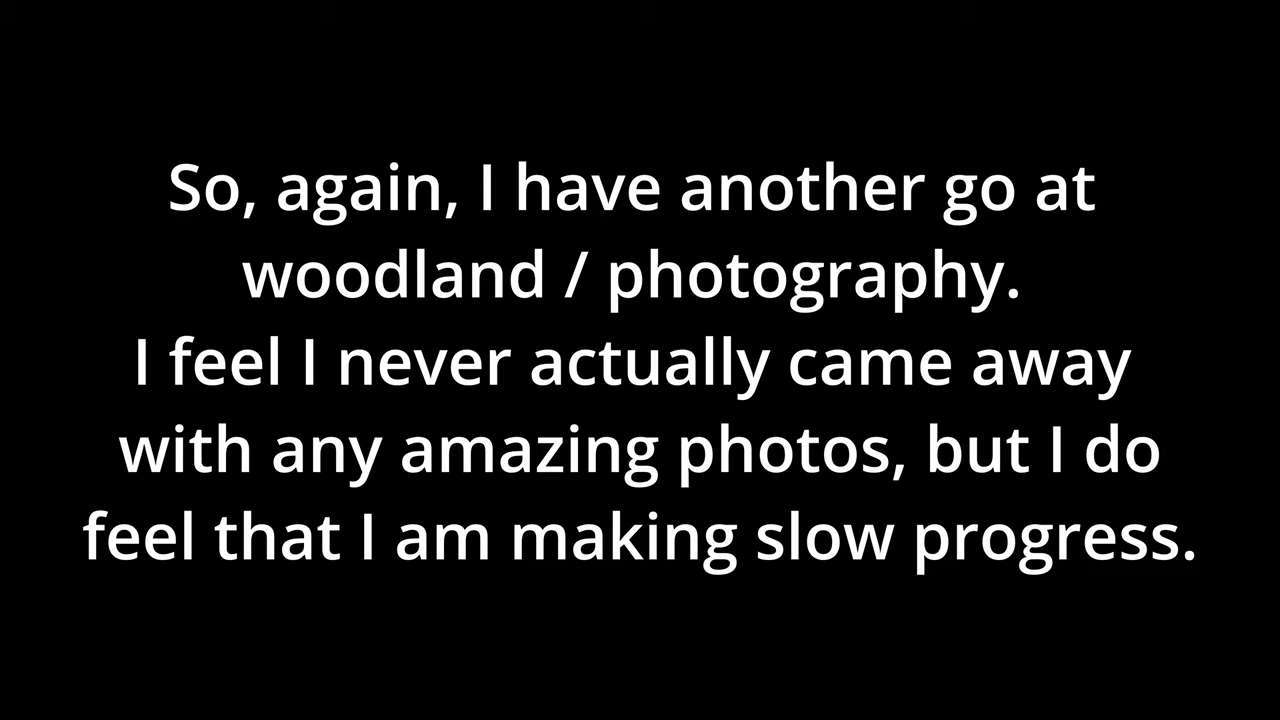 So, again, I have another go at
woodland / photography.
I feel I never actually came away
with any amazing photos, but I do
feel that I am making slow progress.